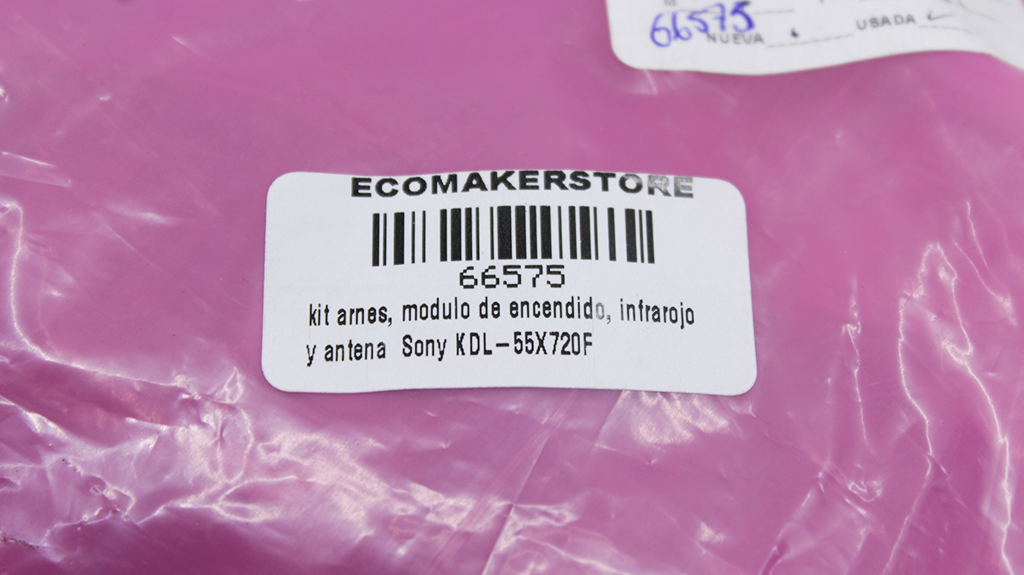 66575
NUEVA
USADA
ECOMAKERSTORE
66575
kit arnes, modulo de encendido, infrarojo
y antena Sony KDL-55X720F